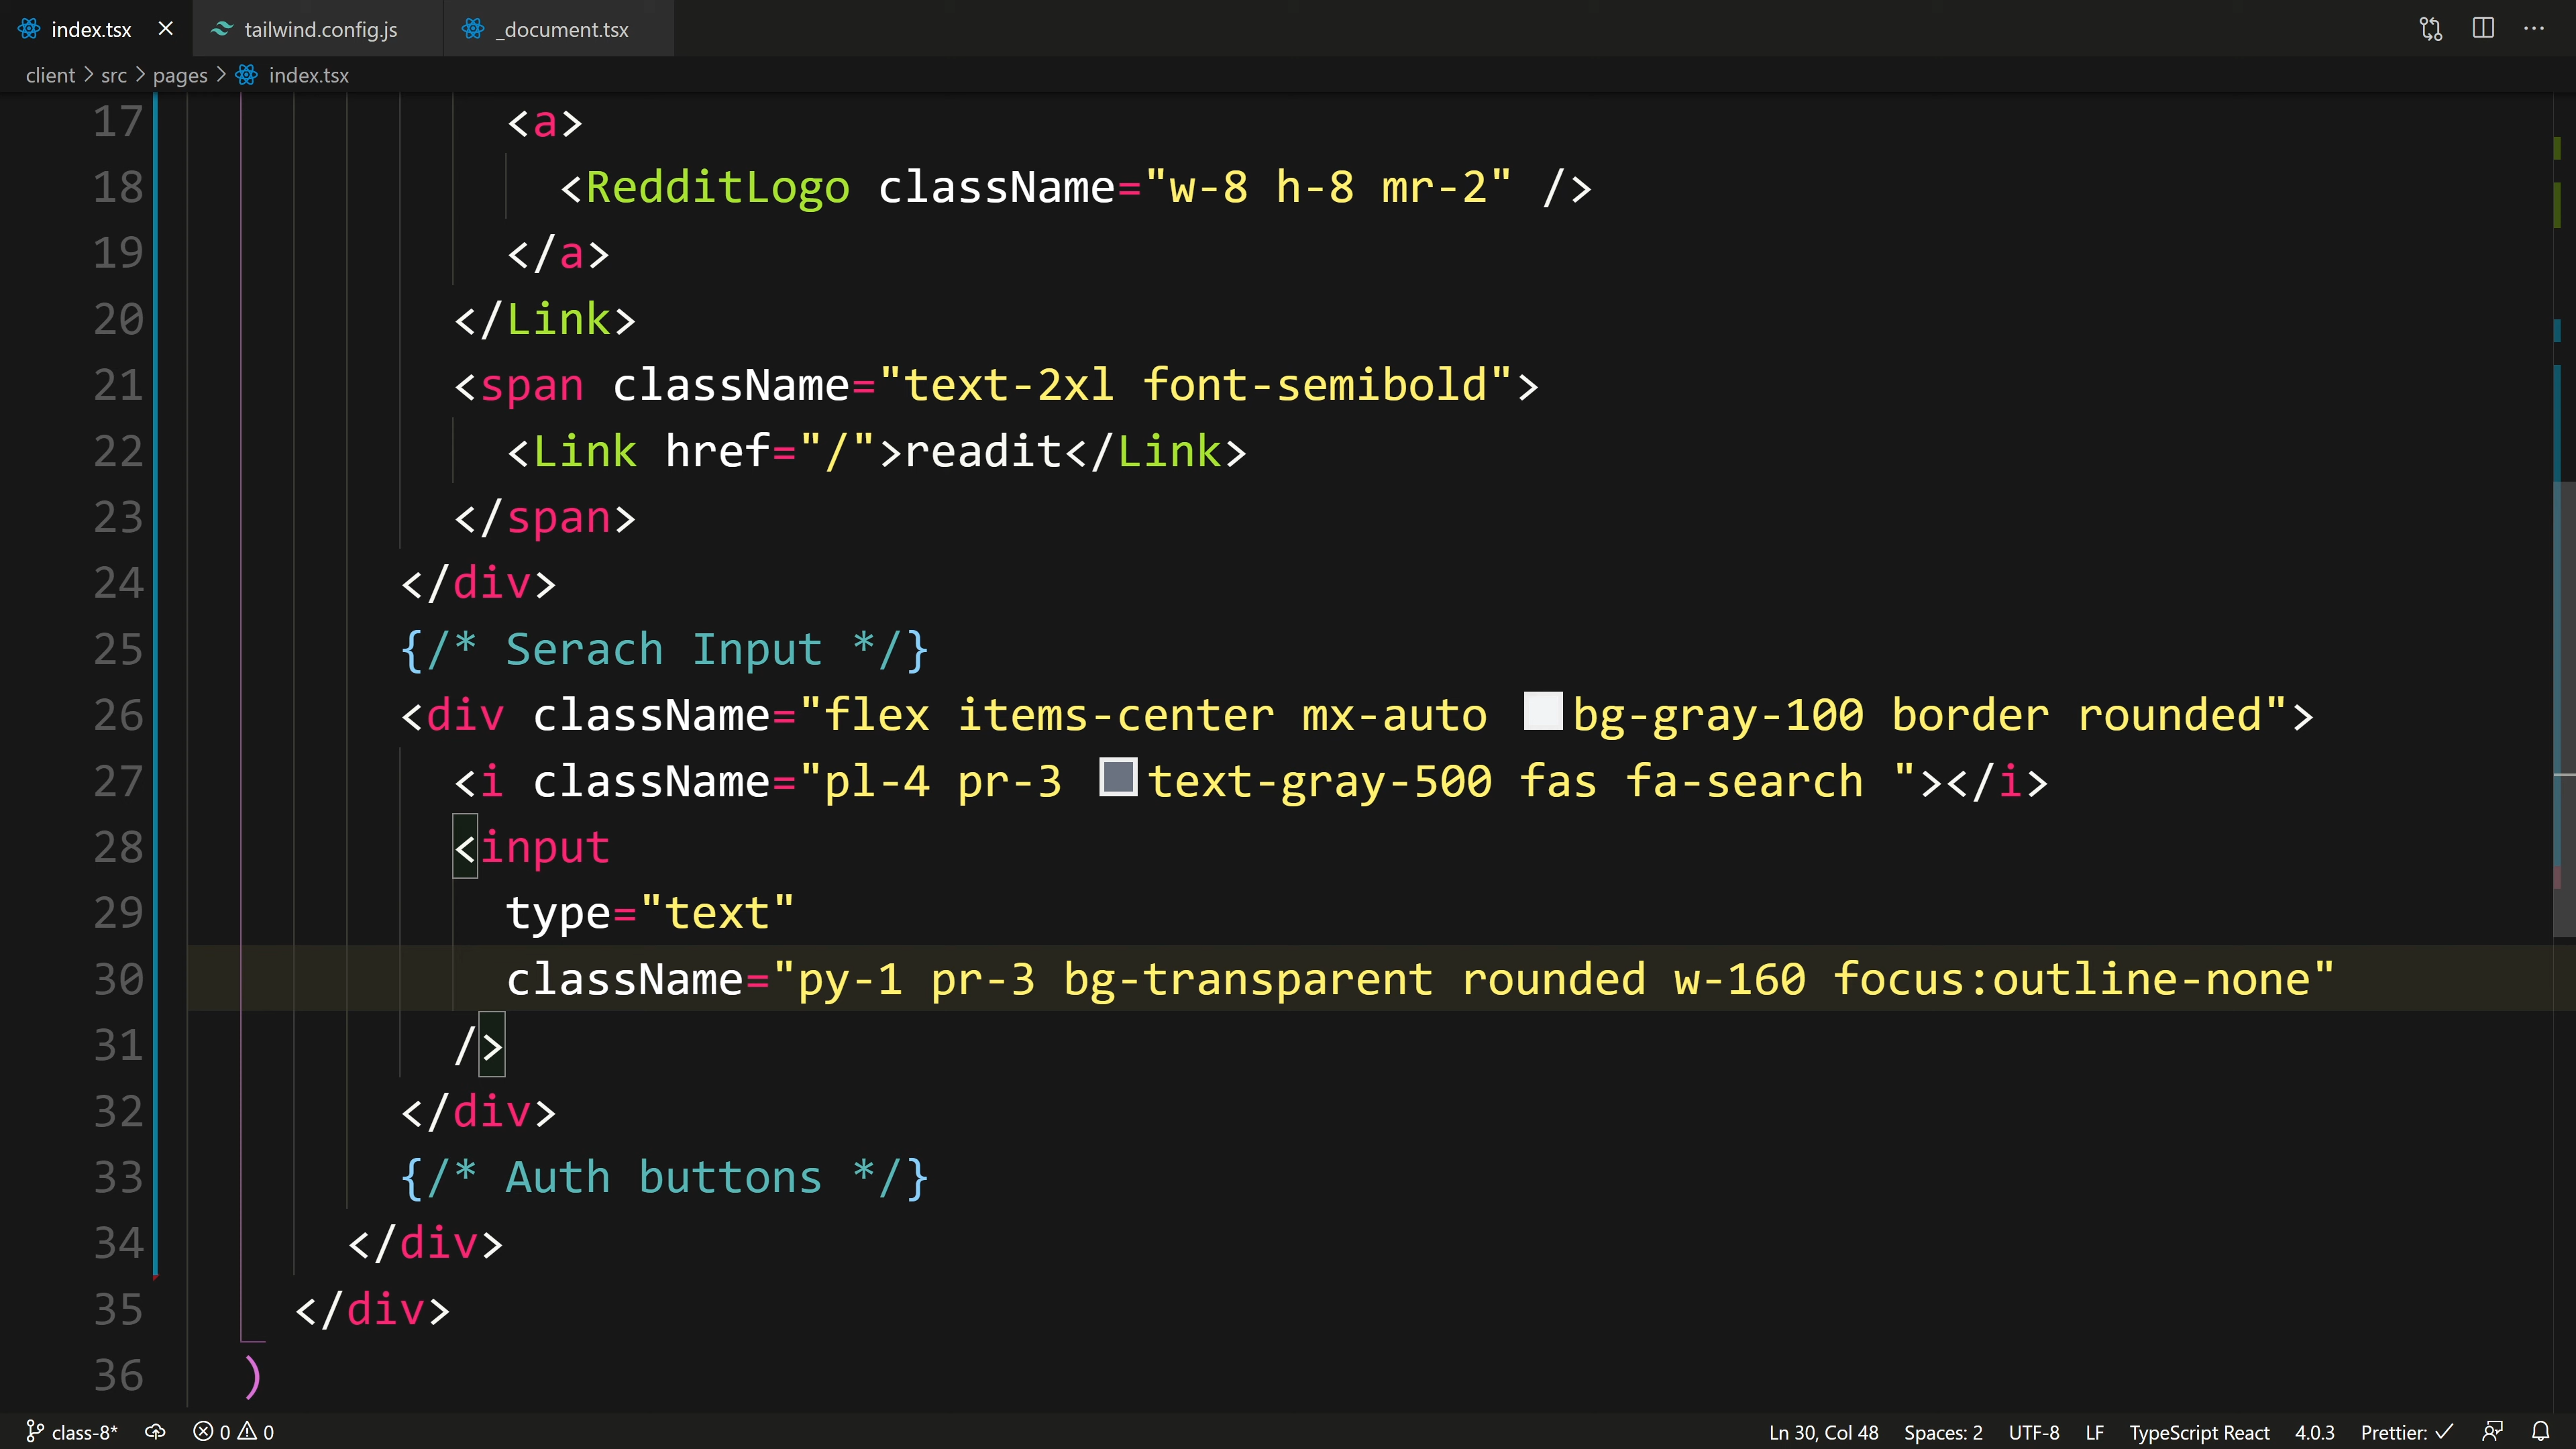 index.tsx
tailwind.config.js
_document.tsx
client > src > pages > index.tsx
17 <a>
18 <RedditLogo className="w-8 h-8 mr-2" />
19 </a>
20 </Link>
21 <span className="text-2xl font-semibold">
22 <Link href="/">readit</Link>
23 </span>
24 </div>
25 {/* Serach Input */}
26 <div className="flex items-center mx-auto bg-gray-100 border rounded">
27 <i className="pl-4 pr-3 text-gray-500 fas fa-search "></i>
28 <input
29 type="text"
30 className="py-1 pr-3 bg-transparent rounded w-160 focus:outline-none"
31 />
32 </div>
33 {/* Auth buttons */}
34 </div>
35 </div>
36 )
class-8* 0 0 Ln 30, Col 48 Spaces: 2 UTF-8 LF TypeScript React 4.0.3 Prettier: ✓